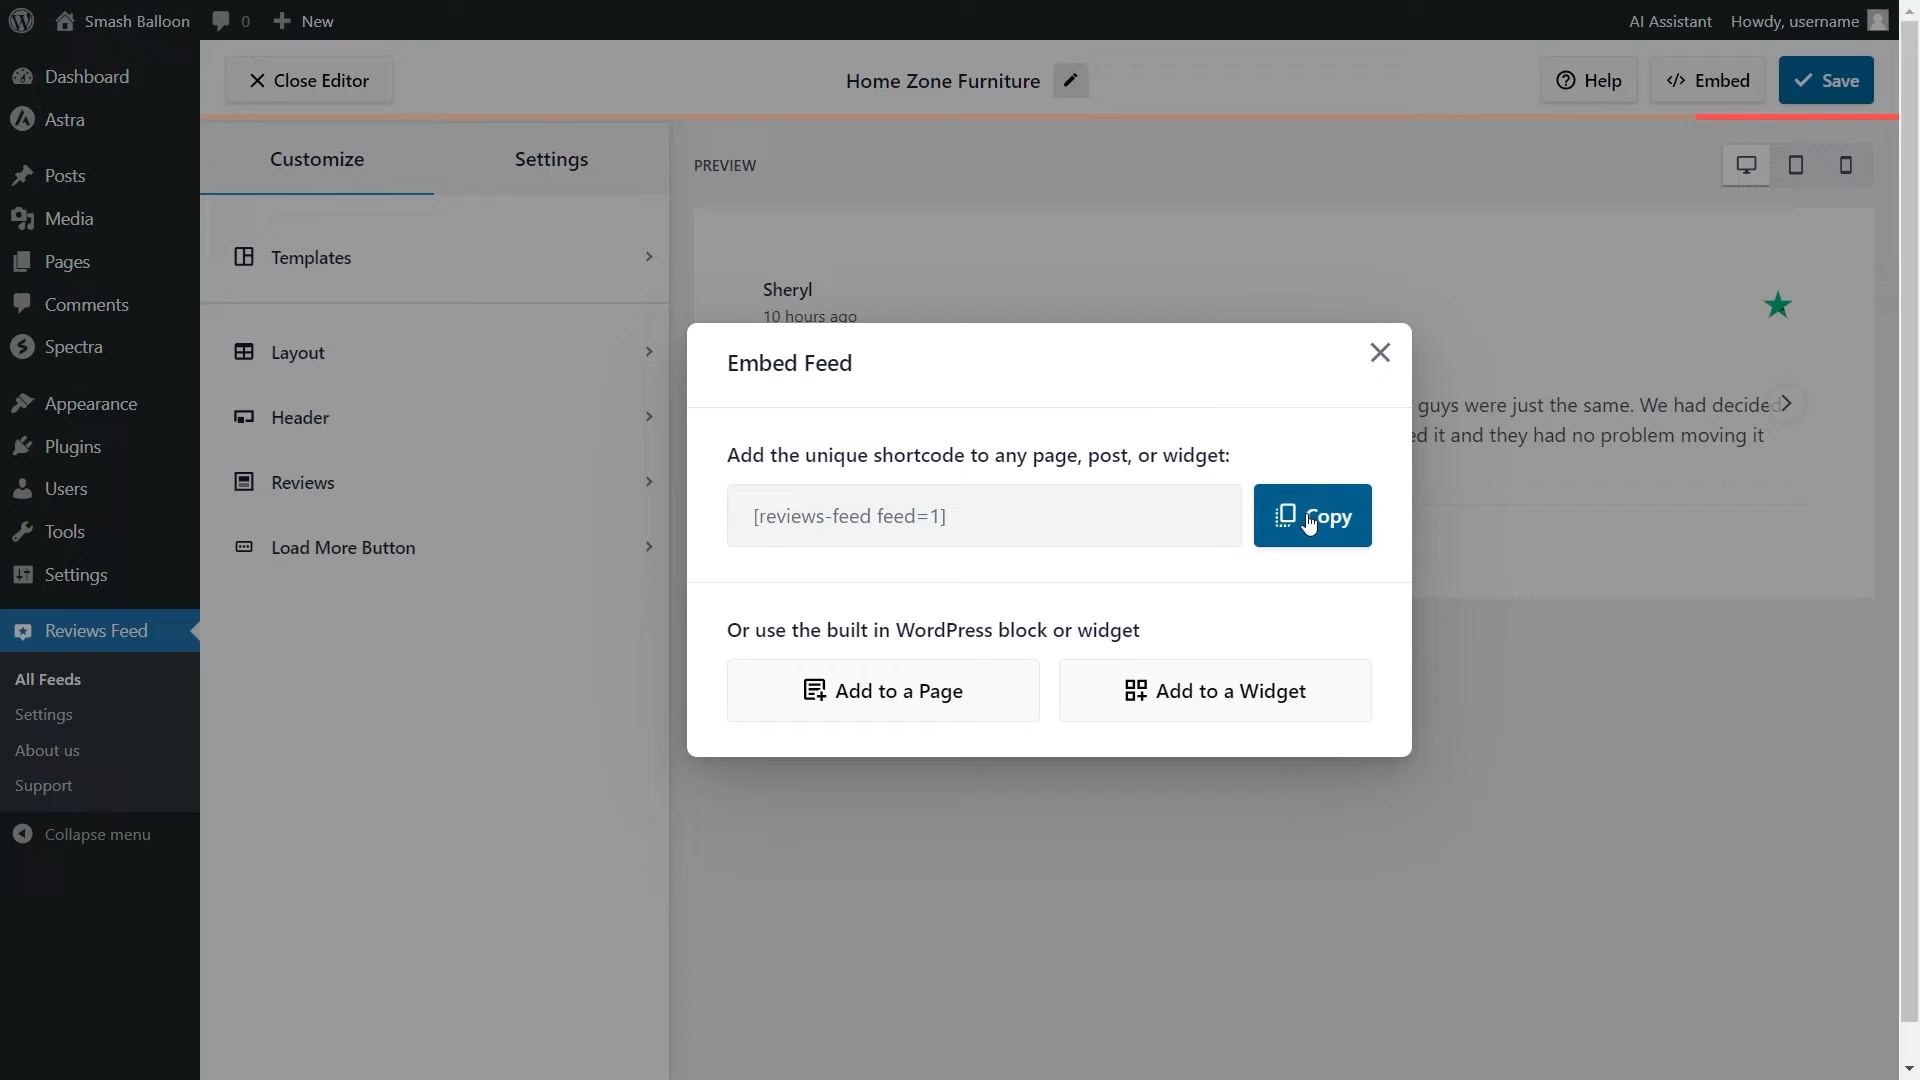 Smash Balloon 0 New AI Assistant Howdy, username
Dashboard
Astra
Posts
Media
Pages
Comments
Spectra
Appearance
Plugins
Users
Tools
Settings
Reviews Feed
All Feeds
Settings
About us
Support
Collapse menu
Close Editor Home Zone Furniture Help </> Embed Save
Customize Settings
Templates
Layout
Header
Reviews
Load More Button
PREVIEW
Sheryl
10 hours ago
guys were just the same. We had decided
it and they had no problem moving it
Embed Feed
Add the unique shortcode to any page, post, or widget:
[reviews-feed feed=1] Copy
Or use the built in WordPress block or widget
Add to a Page Add to a Widget